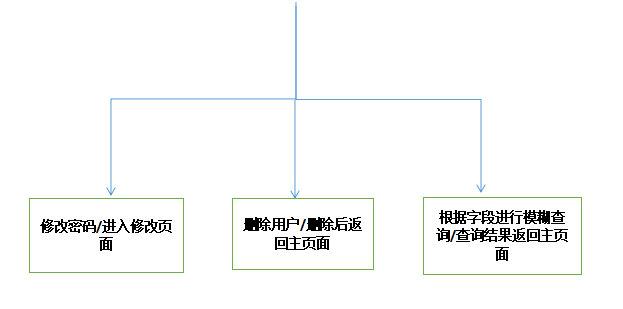 修改密码/进入修改页
面
删除用户/删除后返
回主页面
根据字段进行模糊查
询/查询结果返回主页
面